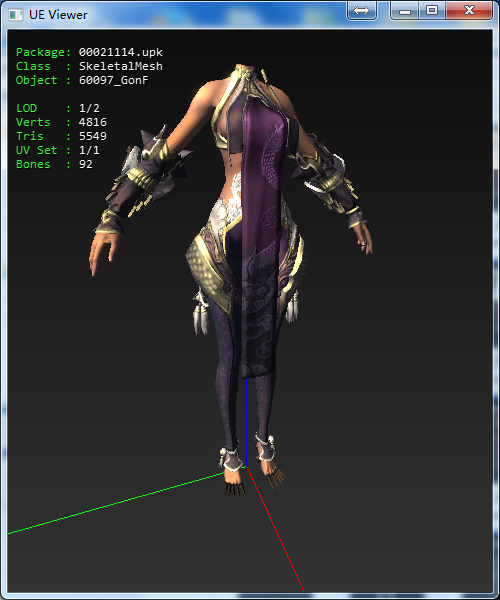 UE Viewer
Package: 00021114.upk
Class  : SkeletalMesh
Object : 60097_GonF
LOD    : 1/2
Verts  : 4816
Tris   : 5549
UV Set : 1/1
Bones  : 92